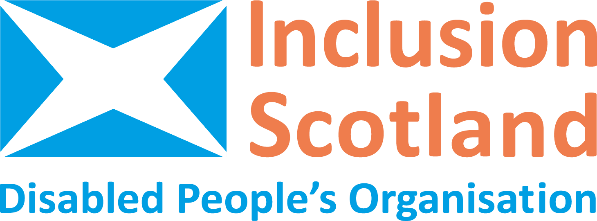 Inclusion
Scotland
Disabled People's Organisation